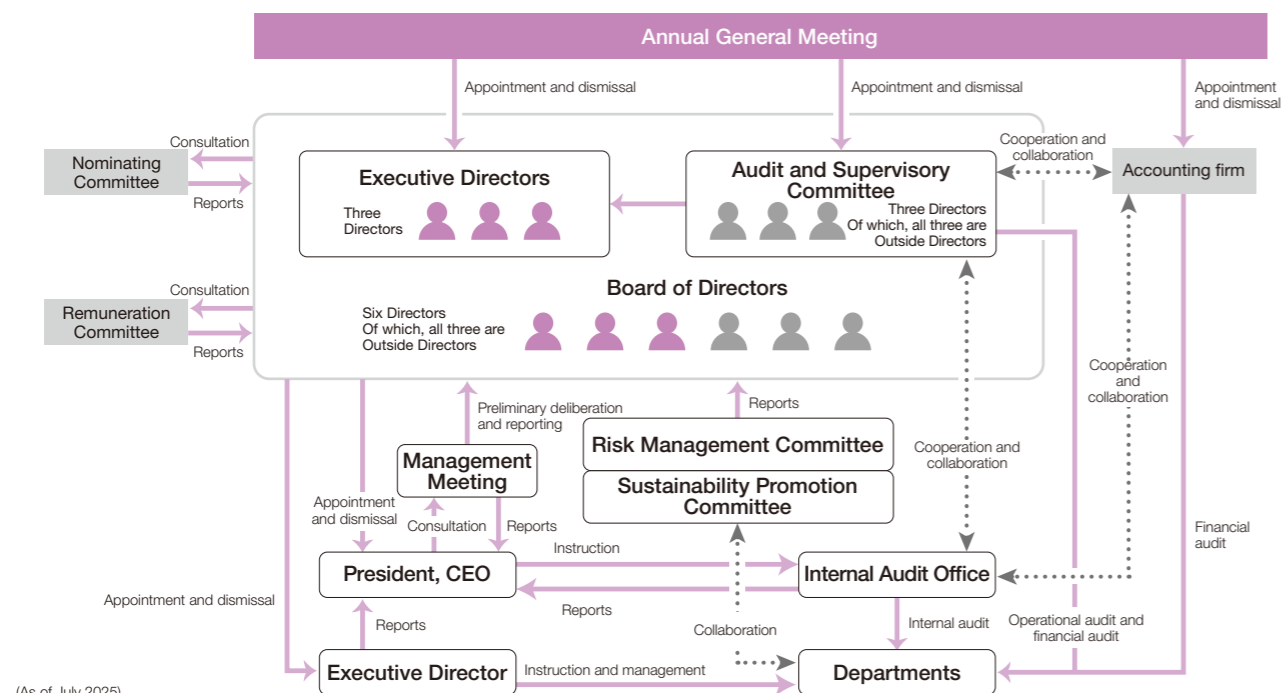 Annual General Meeting
Appointment and dismissal
Appointment and dismissal
Appointment
and dismissal
Consultation
Nominating
Committee
Reports
Executive Directors
Three
Directors
Audit and Supervisory
Committee
Three Directors
Of which, all three are
Outside Directors
Cooperation and
collaboration
Accounting firm
Consultation
Remuneration
Committee
Reports
Board of Directors
Six Directors
Of which, all three are
Outside Directors
Cooperation
and
collaboration
Preliminary deliberation
and reporting
Reports
Risk Management Committee
Management
Meeting
Sustainability Promotion
Committee
Cooperation and
collaboration
Appointment
and dismissal
Consultation
Reports
Financial
audit
President, CEO
Instruction
Internal Audit Office
Reports
Appointment and dismissal
Reports
Collaboration
Internal audit
Operational audit and
financial audit
Executive Director
Instruction and management
Departments
(As of July 2025)